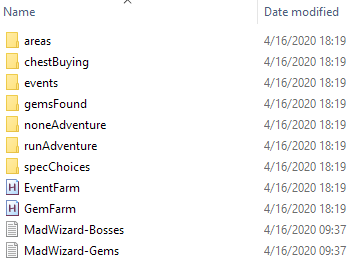 Name Date modified
areas 4/16/2020 18:19
chestBuying 4/16/2020 18:19
events 4/16/2020 18:19
gemsFound 4/16/2020 18:19
noneAdventure 4/16/2020 18:19
runAdventure 4/16/2020 18:19
specChoices 4/16/2020 18:19
EventFarm 4/16/2020 18:19
GemFarm 4/16/2020 18:19
MadWizard-Bosses 4/16/2020 09:37
MadWizard-Gems 4/16/2020 09:37